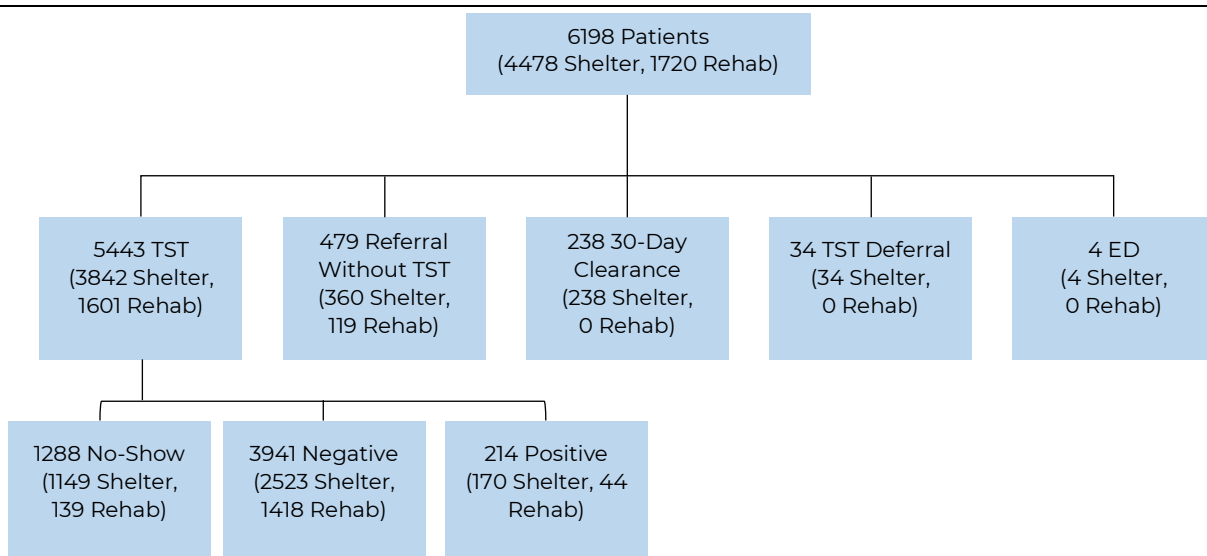 6198 Patients
(4478 Shelter, 1720 Rehab)
5443 TST
(3842 Shelter,
1601 Rehab)
479 Referral
Without TST
(360 Shelter,
119 Rehab)
238 30-Day
Clearance
(238 Shelter,
0 Rehab)
34 TST Deferral
(34 Shelter,
0 Rehab)
4 ED
(4 Shelter,
0 Rehab)
1288 No-Show
(1149 Shelter,
139 Rehab)
3941 Negative
(2523 Shelter,
1418 Rehab)
214 Positive
(170 Shelter, 44
Rehab)